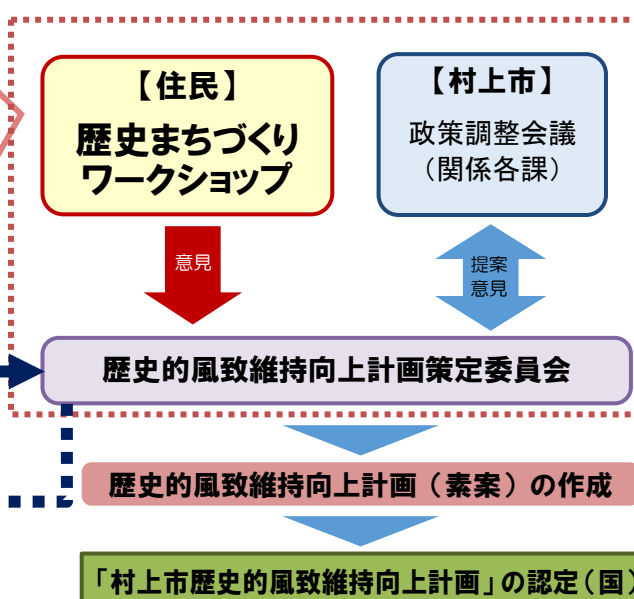 【住民】
歴史まちづくり
ワークショップ
【村上市】
政策調整会議
（関係各課）
意見
提案
意見
歴史的風致維持向上計画策定委員会
歴史的風致維持向上計画（素案）の作成
「村上市歴史的風致維持向上計画」の認定（国）